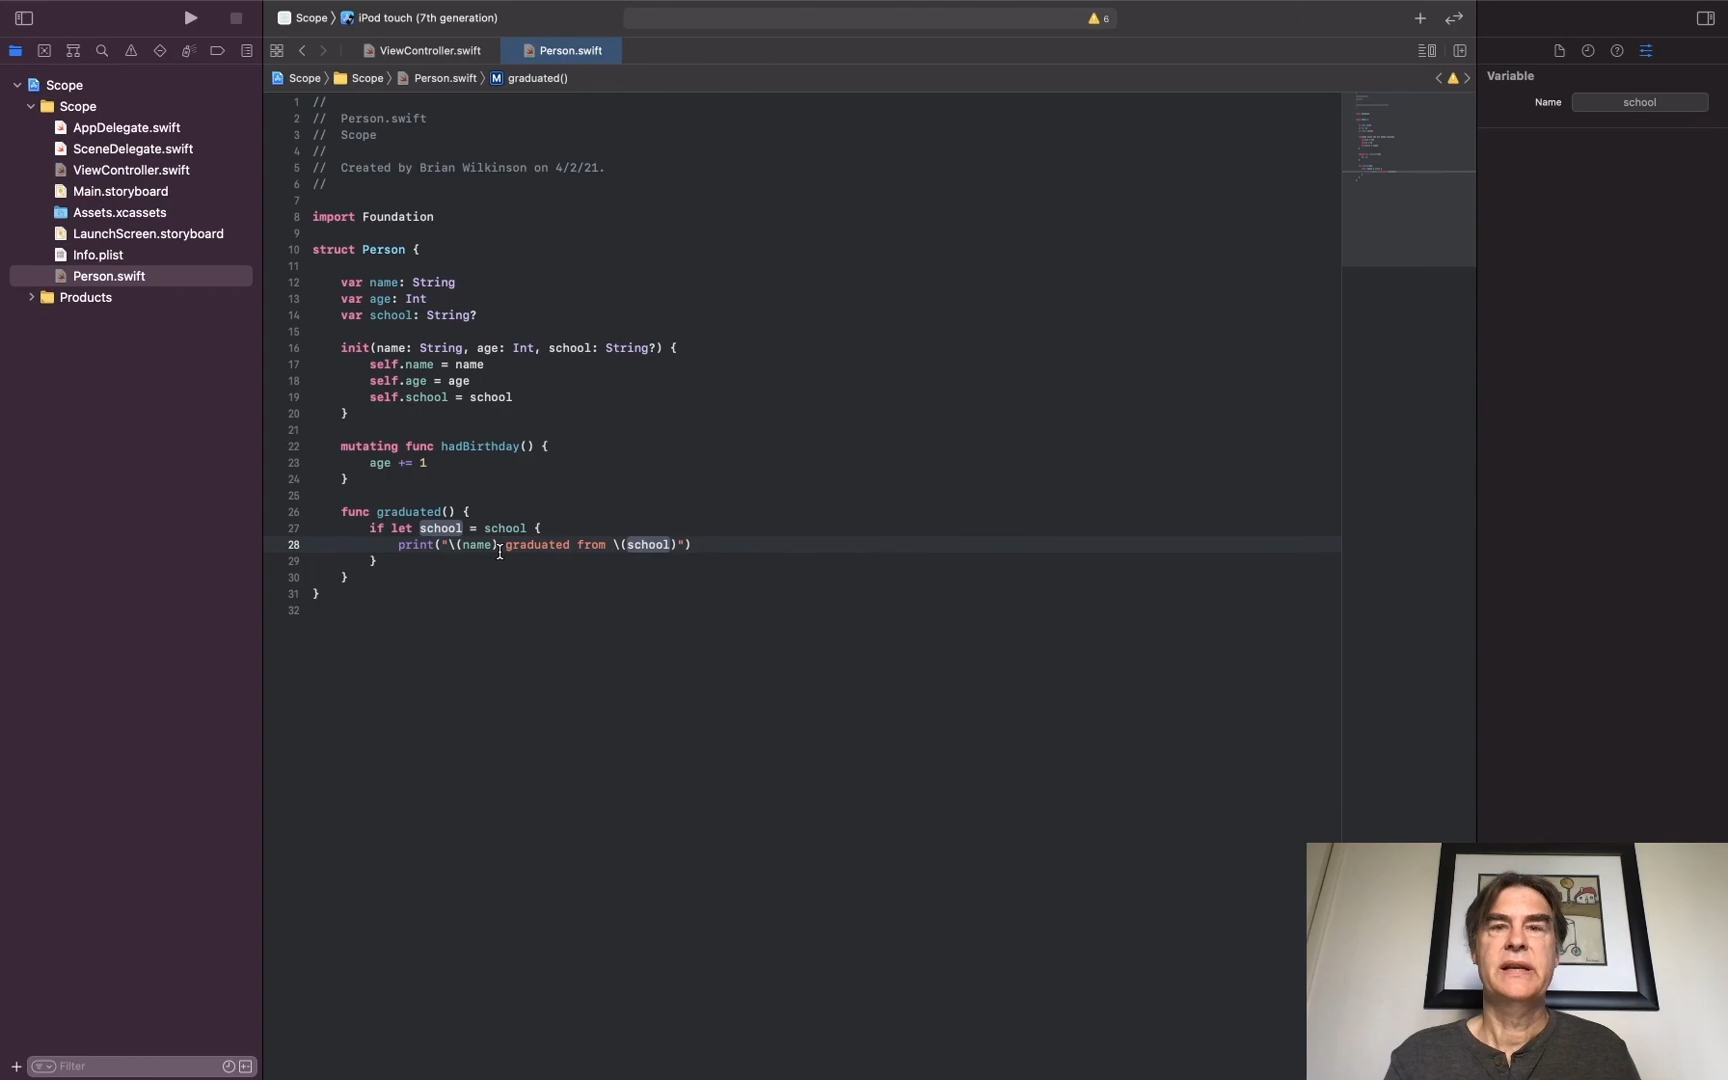 Scope
iPod touch (7th generation)
6
ViewController.swift
Person.swift
Scope
Scope
Person.swift
M
graduated()
Scope
Scope
AppDelegate.swift
SceneDelegate.swift
ViewController.swift
Main.storyboard
Assets.xcassets
LaunchScreen.storyboard
Info.plist
Person.swift
Products
Filter
1 //
2 // Person.swift
3 // Scope
4 //
5 // Created by Brian Wilkinson on 4/2/21.
6 //
7
8 import Foundation
9
10 struct Person {
11
12 var name: String
13 var age: Int
14 var school: String?
15
16 init(name: String, age: Int, school: String?) {
17 self.name = name
18 self.age = age
19 self.school = school
20 }
21
22 mutating func hadBirthday() {
23 age += 1
24 }
25
26 func graduated() {
27 if let school = school {
28 print("\(name) graduated from \(school)")
29 }
30 }
31 }
32
Variable
Name school